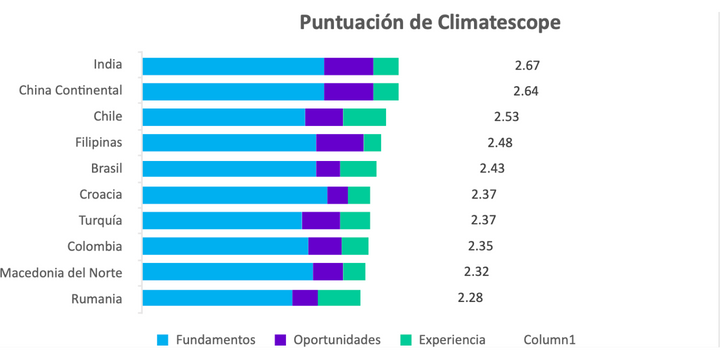 Puntuación de Climatescope
India 2.67
China Continental 2.64
Chile 2.53
Filipinas 2.48
Brasil 2.43
Croacia 2.37
Turquía 2.37
Colombia 2.35
Macedonia del Norte 2.32
Rumania 2.28
Fundamentos Oportunidades Experiencia Column1